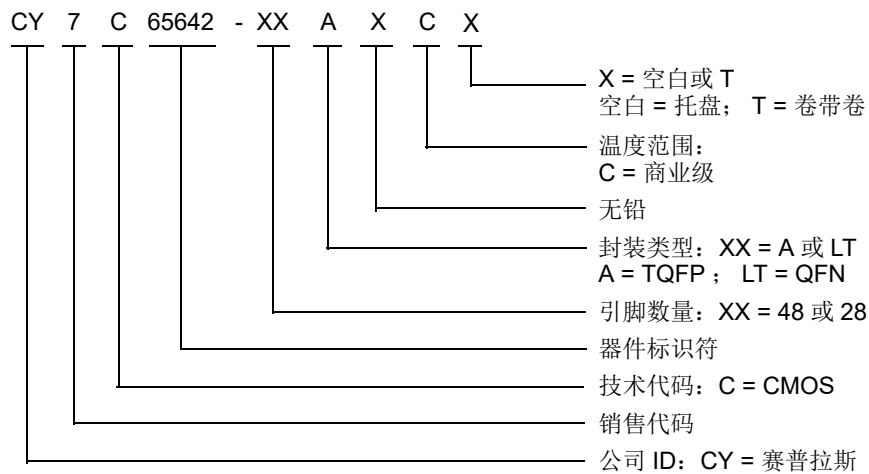 CY 7 C 65642 - XX A X C X
X = 空白或 T
空白 = 托盘； T = 卷带卷
温度范围：
C = 商业级
无铅
封装类型：XX = A 或 LT
A = TQFP ； LT = QFN
引脚数量：XX = 48 或 28
器件标识符
技术代码：C = CMOS
销售代码
公司 ID：CY = 赛普拉斯